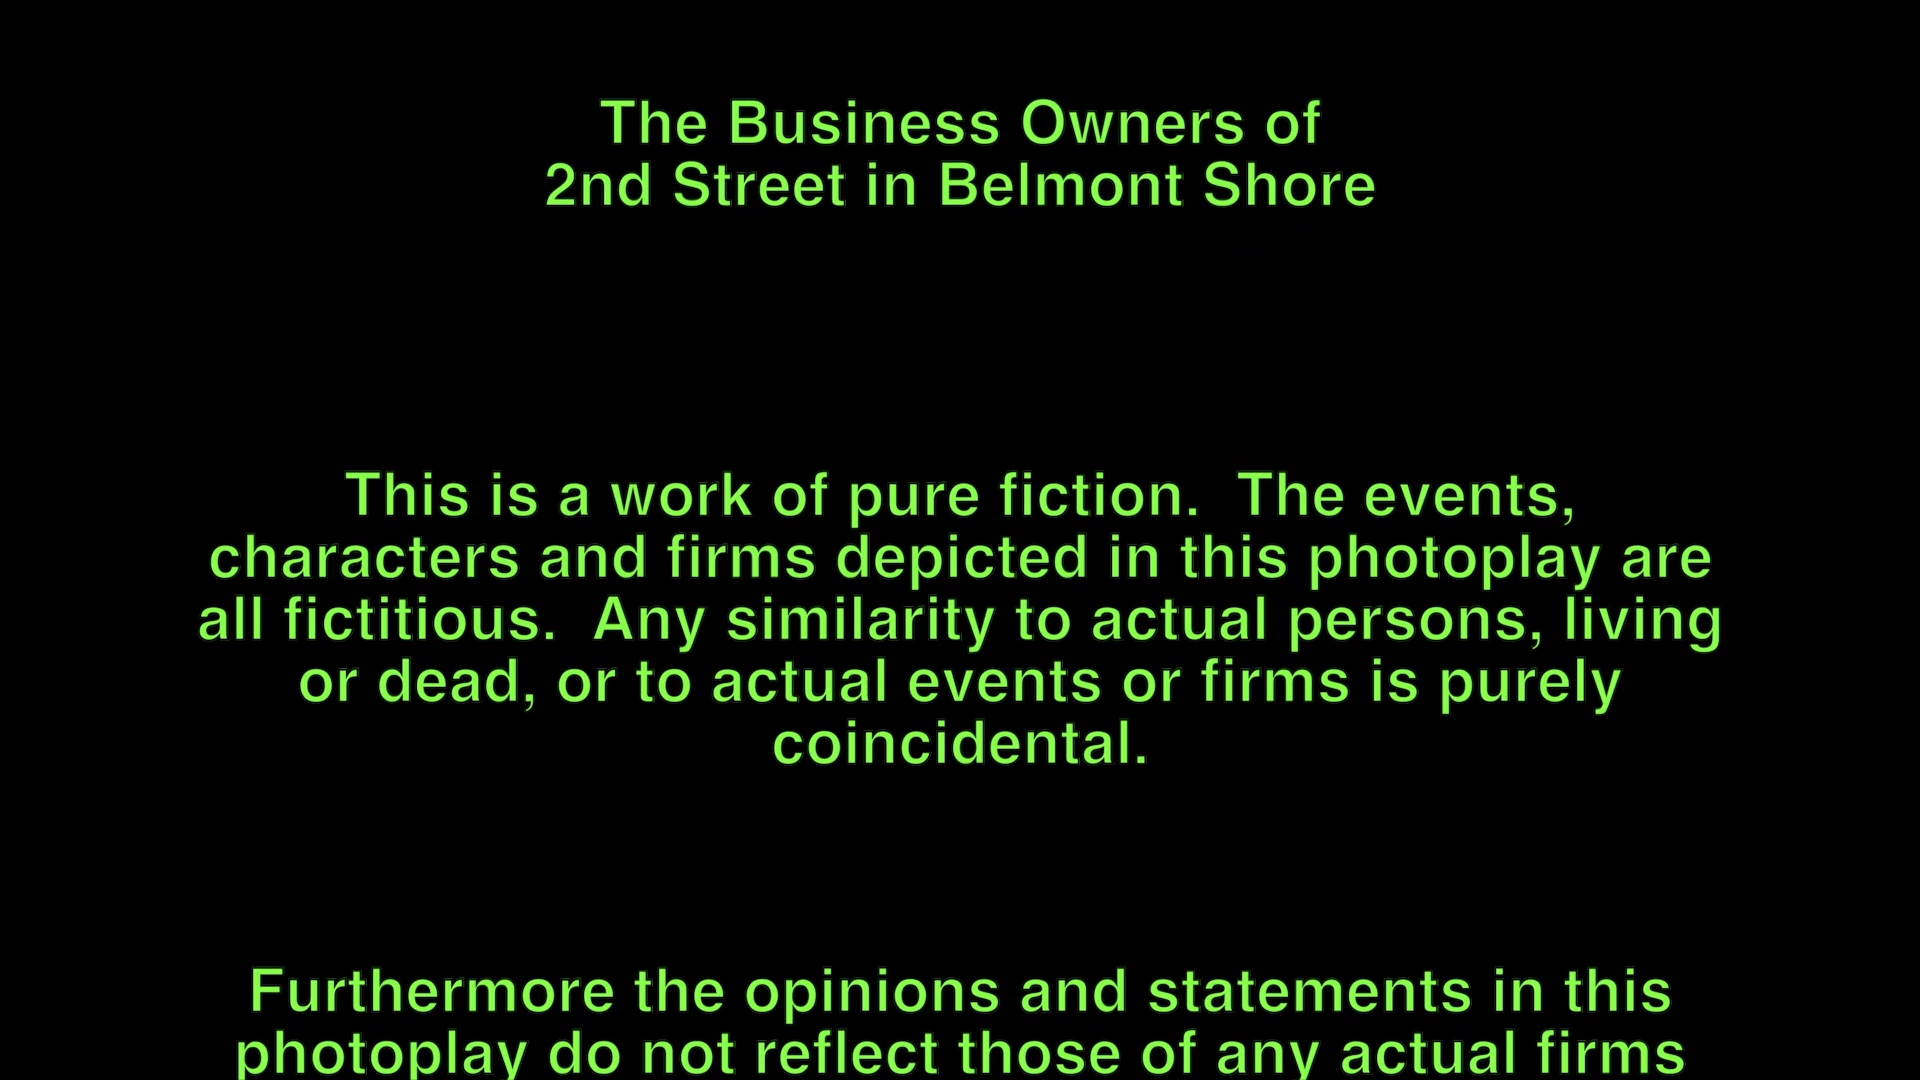 The Business Owners of
2nd Street in Belmont Shore
This is a work of pure fiction.  The events,
characters and firms depicted in this photoplay are
all fictitious.  Any similarity to actual persons, living
or dead, or to actual events or firms is purely
coincidental.
Furthermore the opinions and statements in this
photoplay do not reflect those of any actual firms